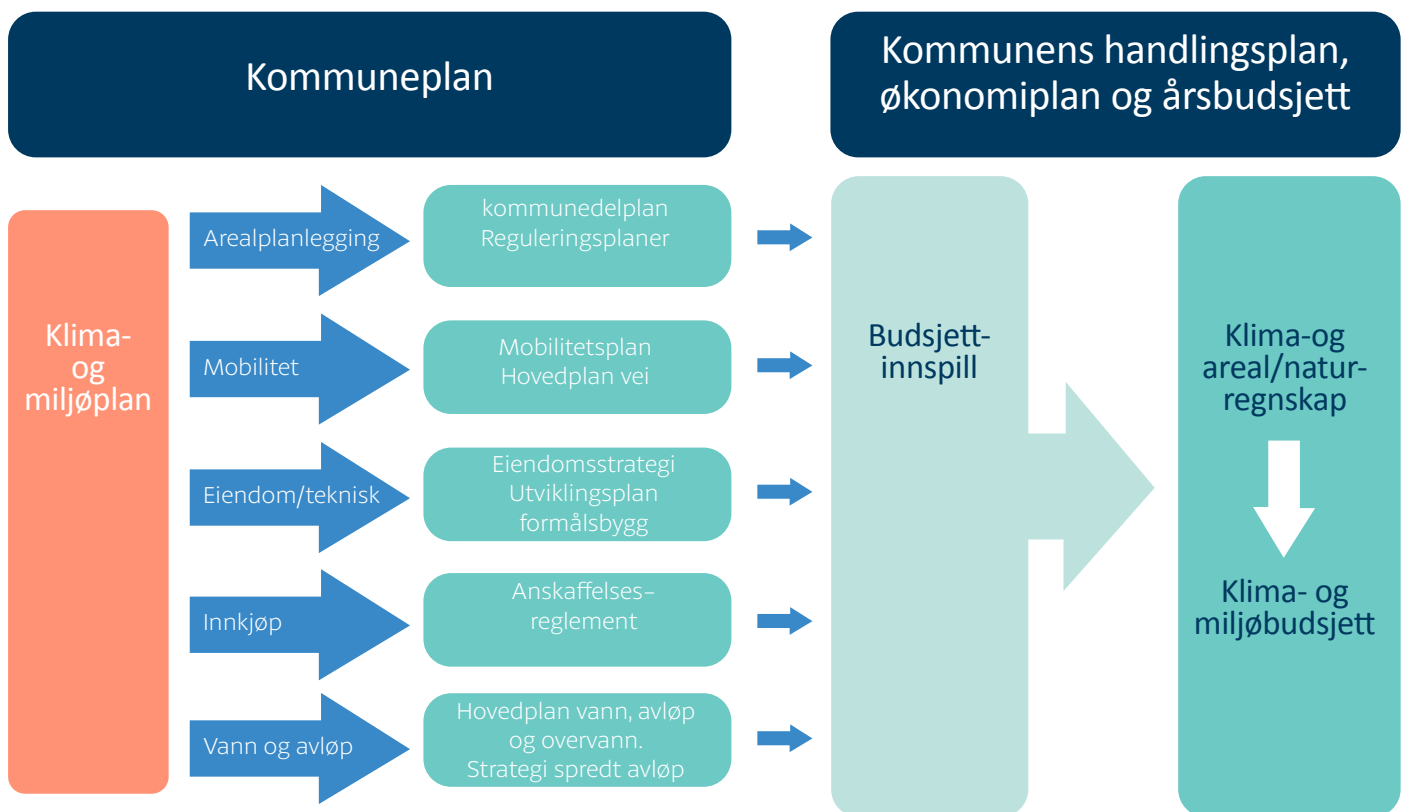 Kommuneplan
Kommunens handlingsplan,
økonomiplan og årsbudsjett
Klima-
og
miljøplan
Arealplanlegging
kommunedelplan
Reguleringsplaner
Mobilitet
Mobilitetsplan
Hovedplan vei
Eiendom/teknisk
Eiendomsstrategi
Utviklingsplan
formålsbygg
Innkjøp
Anskaffelses-
reglement
Vann og avløp
Hovedplan vann, avløp
og overvann.
Strategi spredt avløp
Budsjett-
innspill
Klima-og
areal/natur-
regnskap
Klima- og
miljøbudsjett